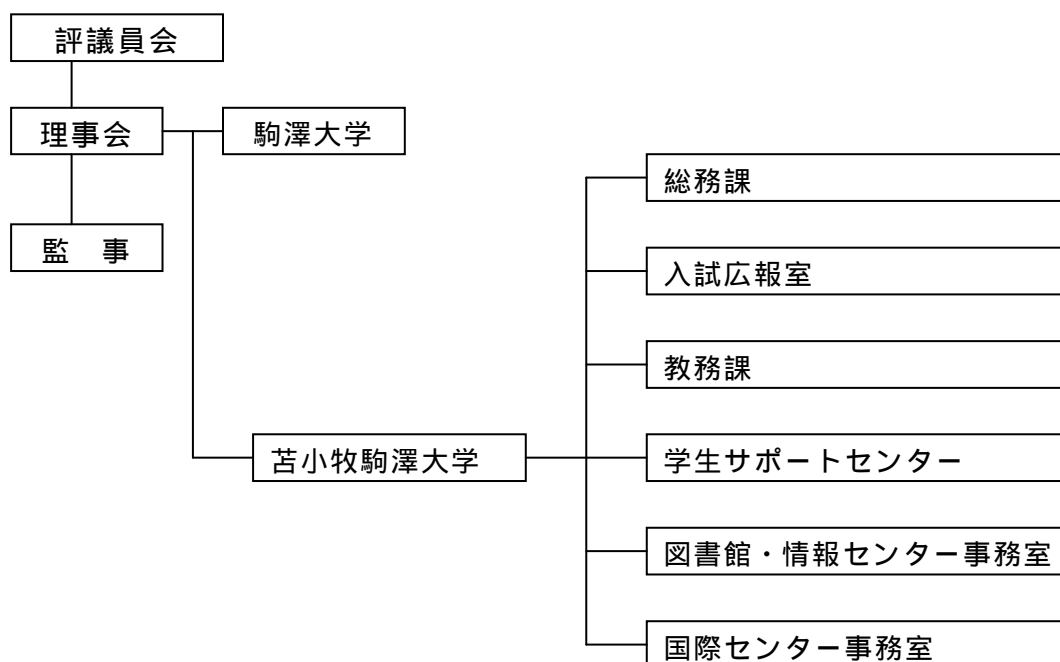 評議員会
理事会
駒澤大学
監　事
総務課
入試広報室
教務課
苫小牧駒澤大学
学生サポートセンター
図書館・情報センター事務室
国際センター事務室